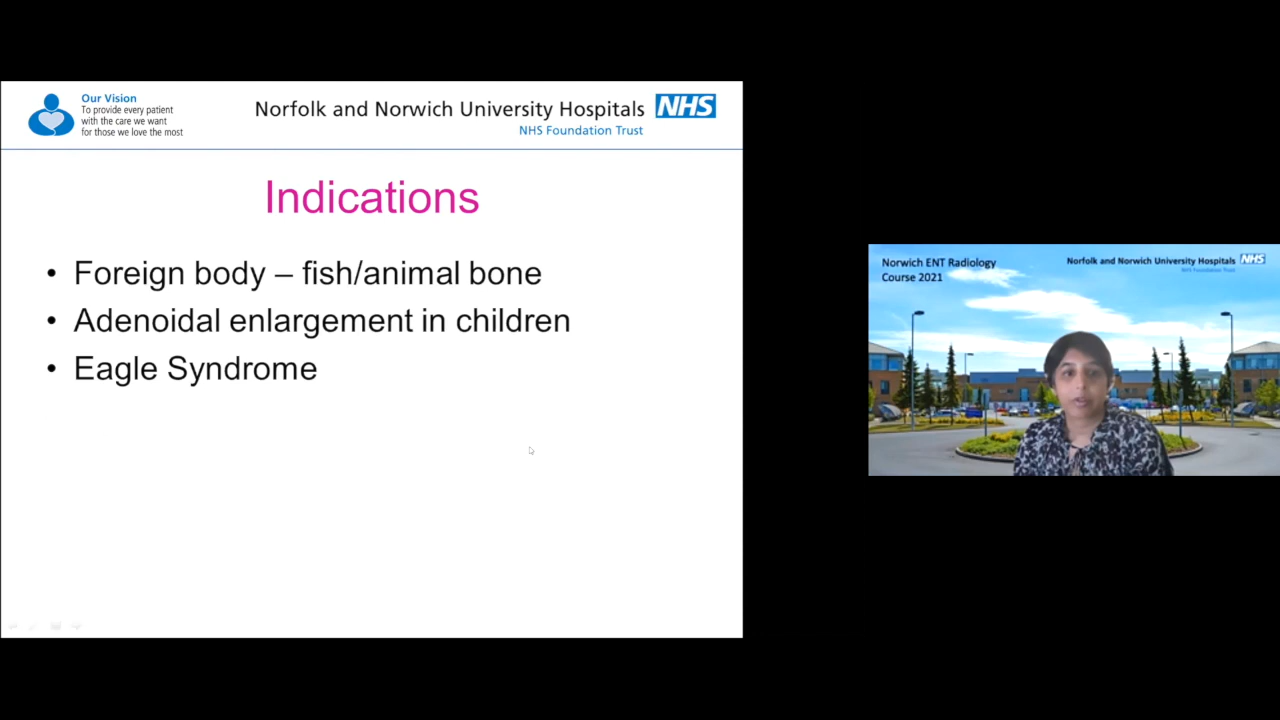 Our Vision
To provide every patient
with the care we want
for those we love the most
Norfolk and Norwich University Hospitals NHS
NHS Foundation Trust
Indications
• Foreign body – fish/animal bone
• Adenoidal enlargement in children
• Eagle Syndrome
Norwich ENT Radiology
Course 2021
Norfolk and Norwich University Hospitals NHS
NHS Foundation Trust